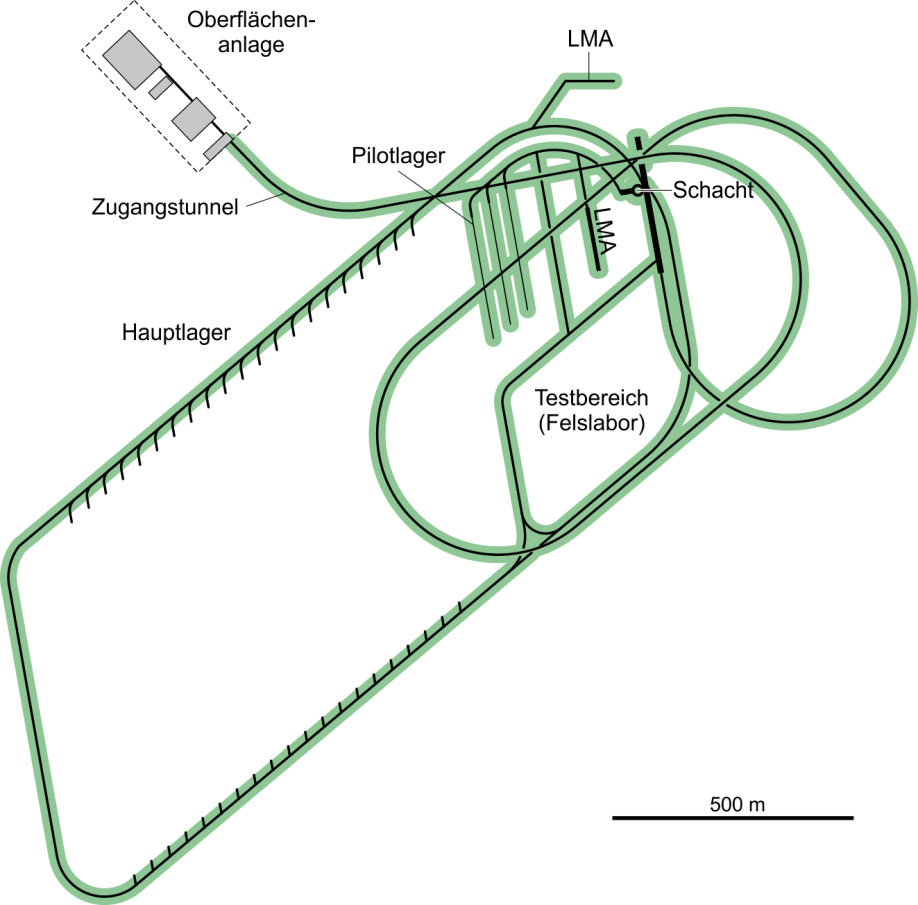 Oberflächen-
anlage
LMA
Pilotlager
Schacht
Zugangstunnel
LMA
Hauptlager
Testbereich
(Felslabor)
500 m